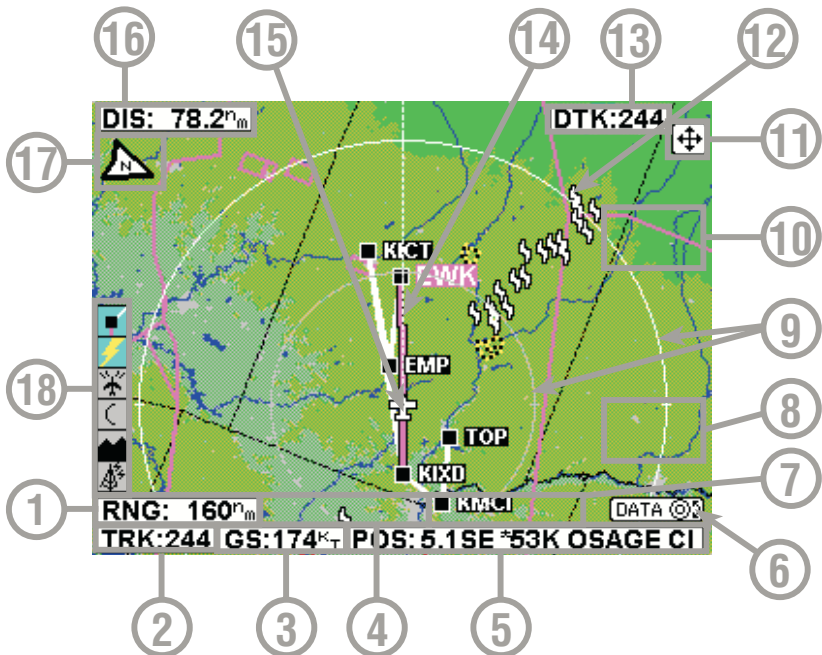 16
15
14
13
12
DIS: 78.2nm
DTK:244
17
N
11
10
KICT
EWK
18
EMP
9
8
TOP
KIXD
7
1
RNG: 160nm
KMCI
DATA
TRK:244 GS:174KT POS:5.1SE *53K OSAGE CI
6
2
3
4
5